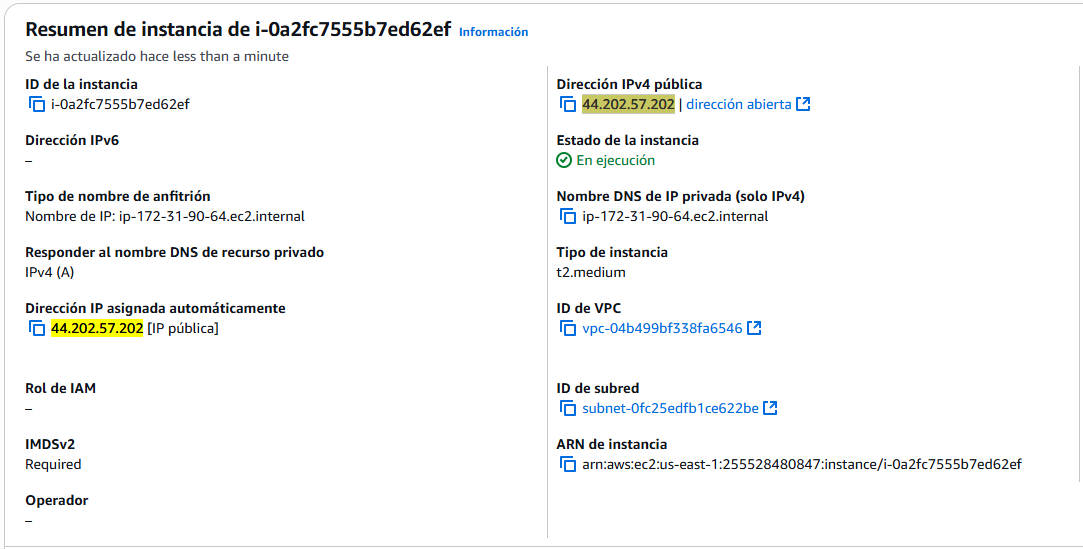 Resumen de instancia de i-0a2fc7555b7ed62ef Información
Se ha actualizado hace less than a minute
ID de la instancia
i-0a2fc7555b7ed62ef
Dirección IPv4 pública
44.202.57.202 | dirección abierta
Dirección IPv6
–
Estado de la instancia
En ejecución
Tipo de nombre de anfitrión
Nombre de IP: ip-172-31-90-64.ec2.internal
Nombre DNS de IP privada (solo IPv4)
ip-172-31-90-64.ec2.internal
Responder al nombre DNS de recurso privado
IPv4 (A)
Tipo de instancia
t2.medium
Dirección IP asignada automáticamente
44.202.57.202 [IP pública]
ID de VPC
vpc-04b499bf338fa6546
Rol de IAM
–
ID de subred
subnet-0fc25edfb1ce622be
IMDSv2
Required
ARN de instancia
arn:aws:ec2:us-east-1:255528480847:instance/i-0a2fc7555b7ed62ef
Operador
–